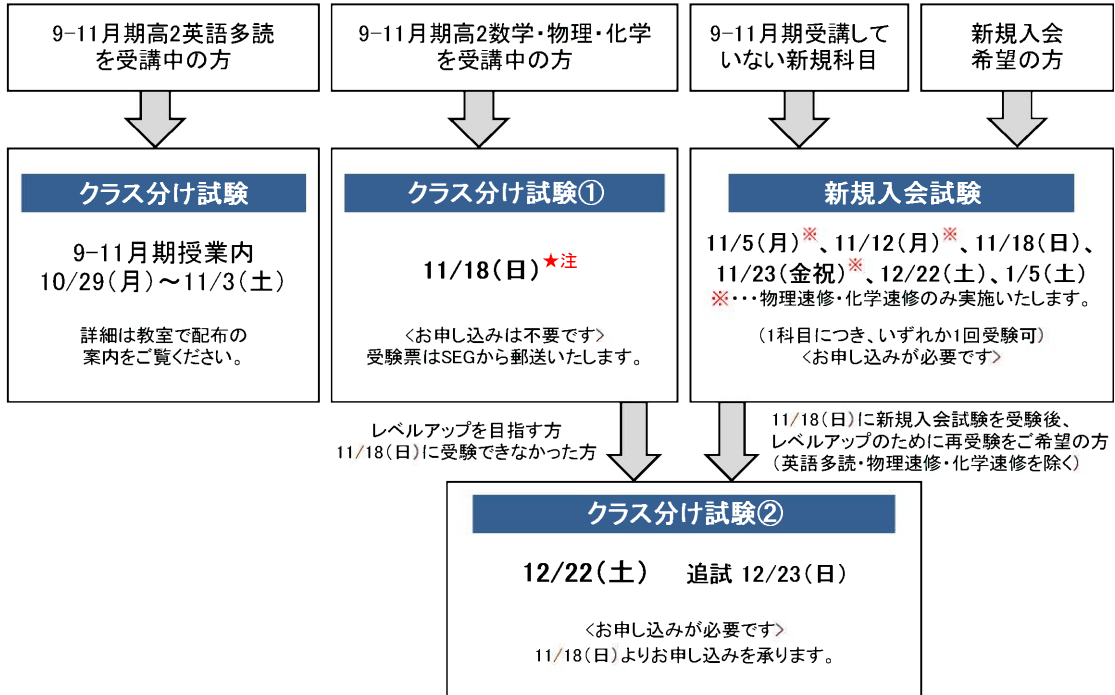 9-11月期高2英語多読
を受講中の方
9-11月期高2数学・物理・化学
を受講中の方
9-11月期受講して
いない新規科目
新規入会
希望の方
クラス分け試験
9-11月期授業内
10/29(月)～11/3(土)
詳細は教室で配布の
案内をご覧ください。
クラス分け試験①
11/18(日)★注
<お申し込みは不要です>
受験票はSEGから郵送いたします。
新規入会試験
11/5(月)※、11/12(月)※、11/18(日)、
11/23(金祝)※、12/22(土)、1/5(土)
※･･･物理速修・化学速修のみ実施いたします。
(1科目につき、いずれか1回受験可)
<お申し込みが必要です>
レベルアップを目指す方
11/18(日)に受験できなかった方
11/18(日)に新規入会試験を受験後、
レベルアップのために再受験をご希望の方
(英語多読・物理速修・化学速修を除く)
クラス分け試験②
12/22(土) 追試 12/23(日)
<お申し込みが必要です>
11/18(日)よりお申し込みを承ります。